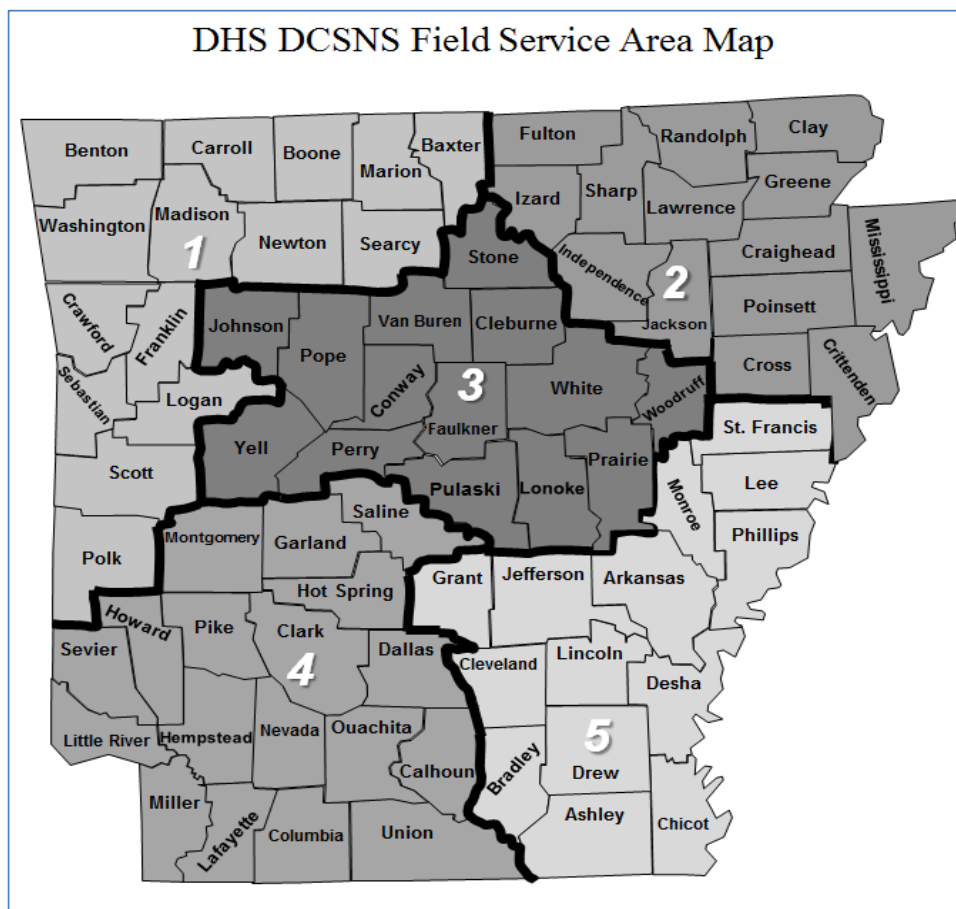 DHS DCSNS Field Service Area Map
Benton
Carroll
Boone
Marion
Baxter
Fulton
Randolph
Clay
Washington
Madison
1
Newton
Searcy
Izard
Sharp
Lawrence
Greene
Stone
Independence
2
Jackson
Craighead
Mississippi
Poinsett
Crawford
Franklin
Johnson
Pope
Van Buren
Cleburne
Sebastian
Logan
Conway
3
Faulkner
White
Woodruff
Cross
Crittenden
Scott
Yell
Perry
Pulaski
Lonoke
Prairie
St. Francis
Lee
Monroe
Phillips
Polk
Montgomery
Garland
Saline
Hot Spring
Grant
Jefferson
Arkansas
Howard
Sevier
Pike
Clark
4
Dallas
Cleveland
Lincoln
Desha
Little River
Hempstead
Nevada
Ouachita
Calhoun
Bradley
5
Drew
Miller
Lafayette
Columbia
Union
Ashley
Chicot